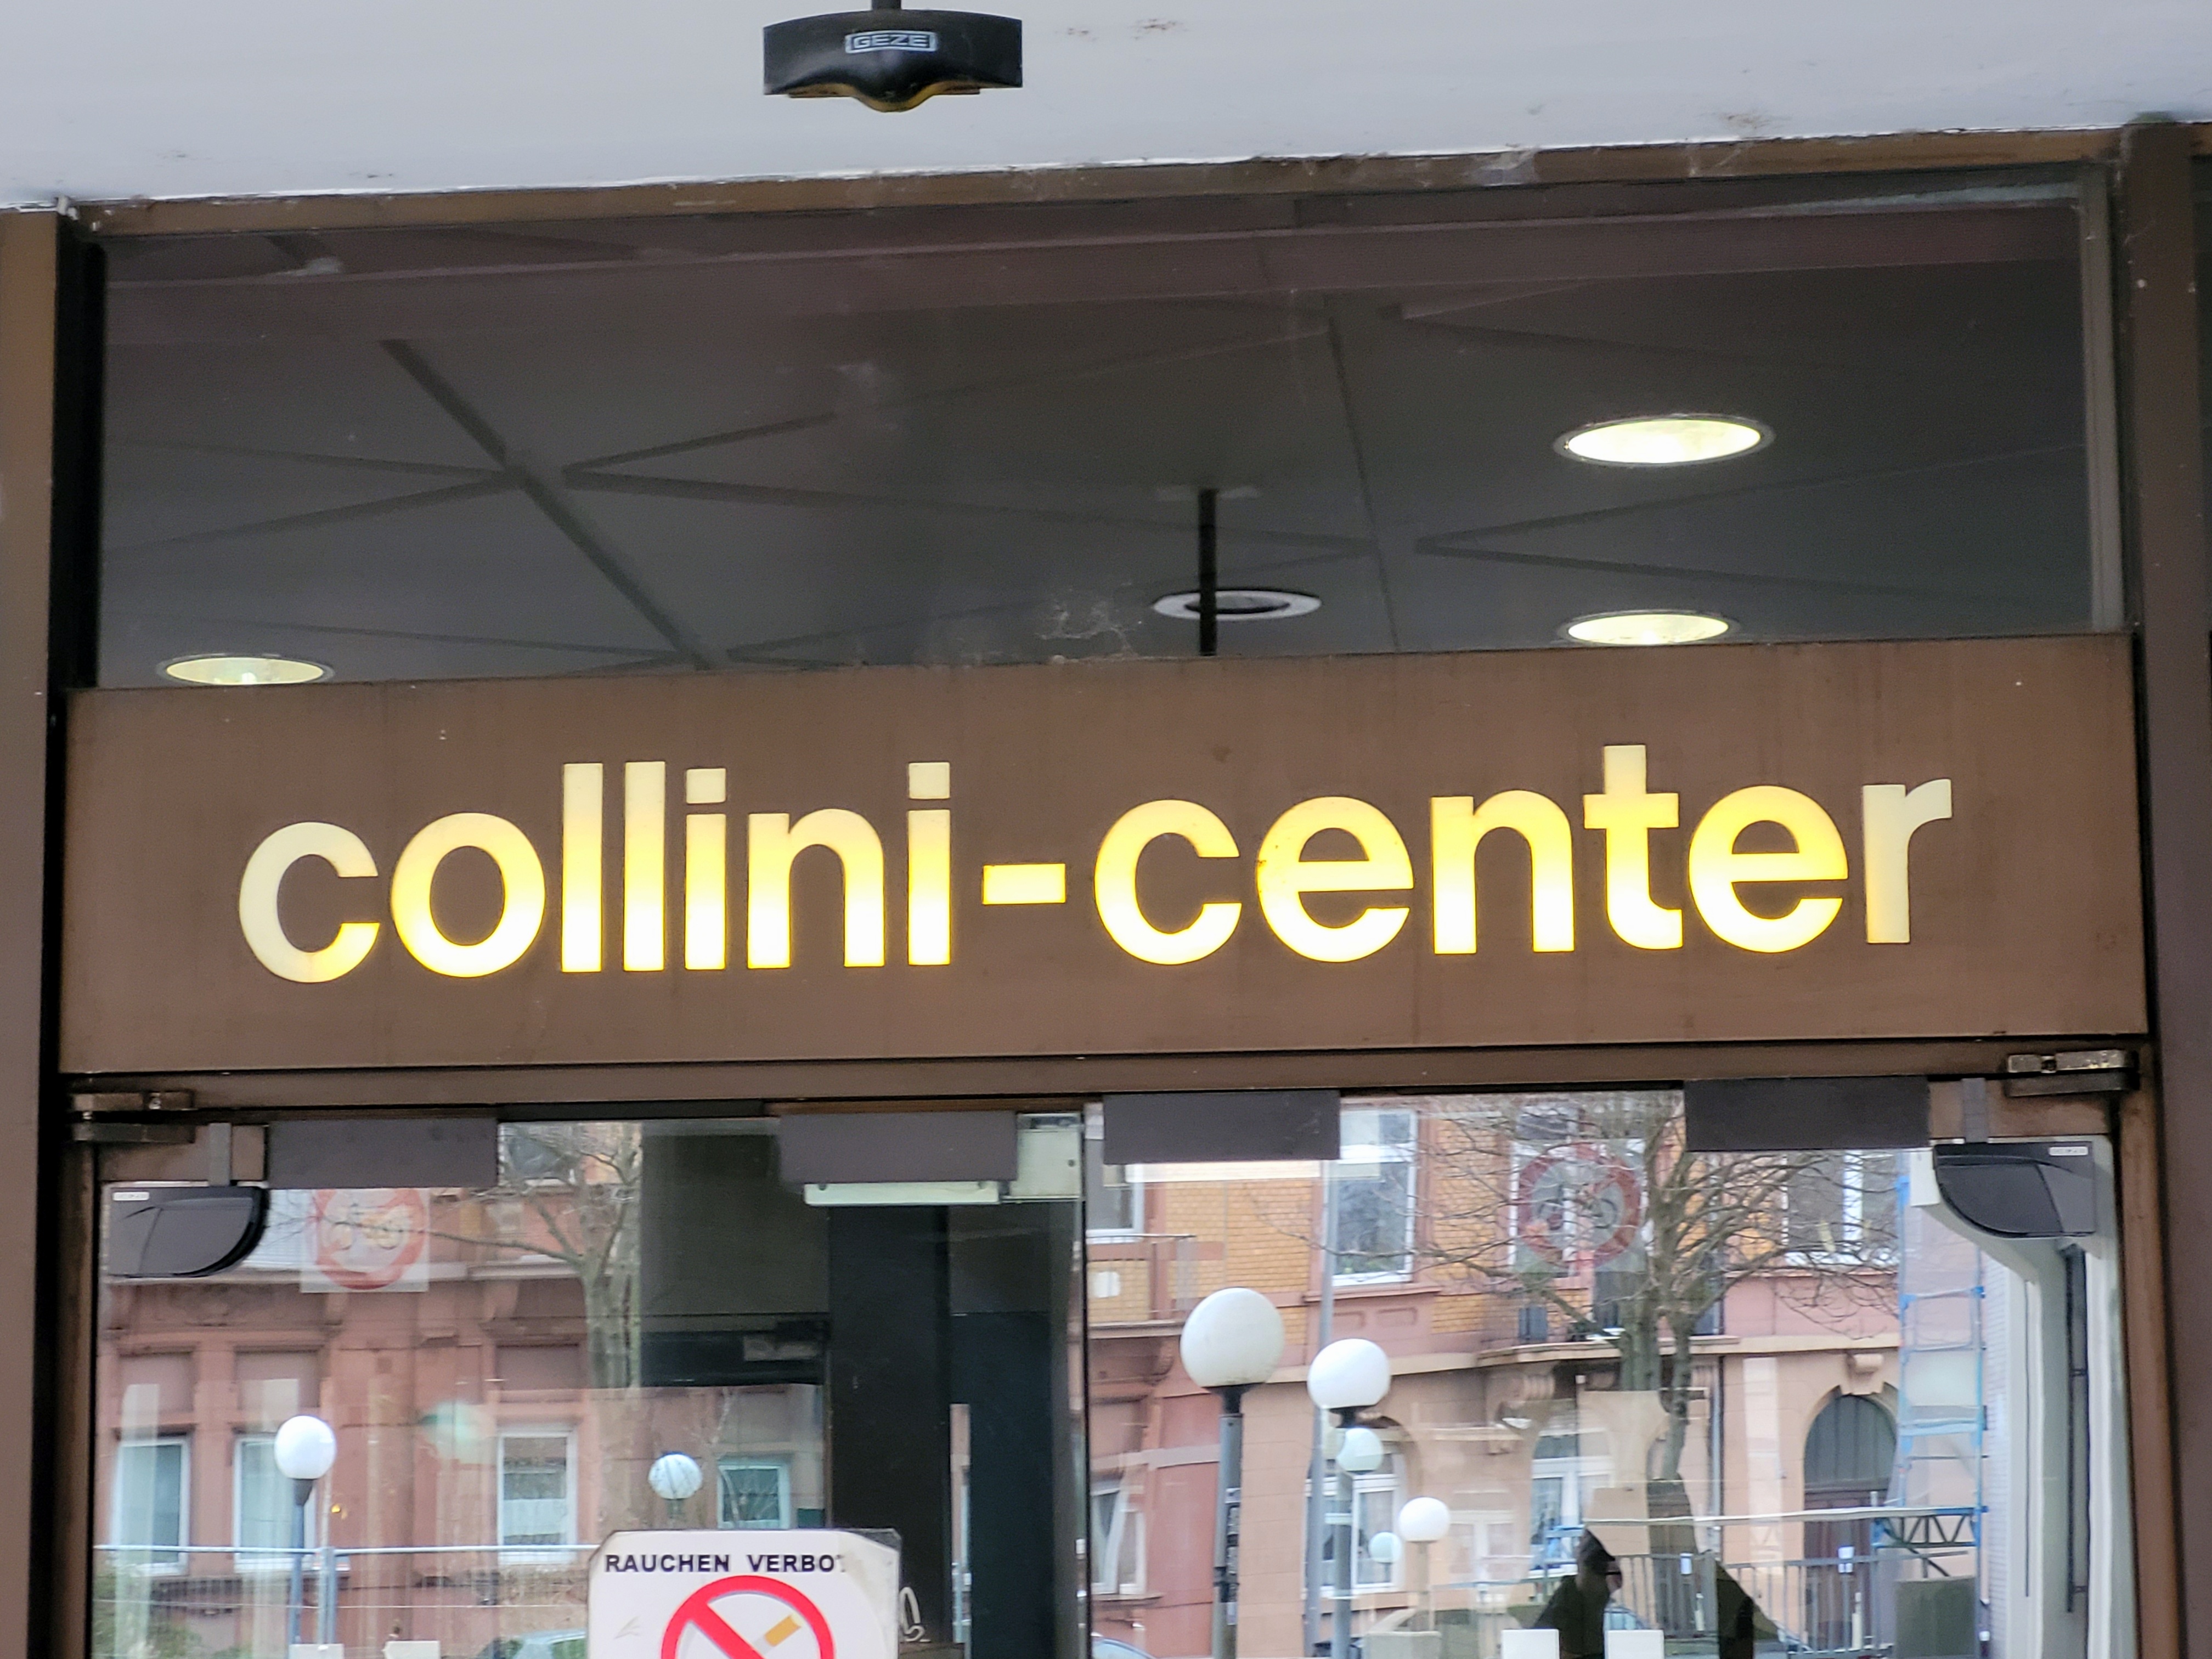 GEZE
collini-center
RAUCHEN VERBOT